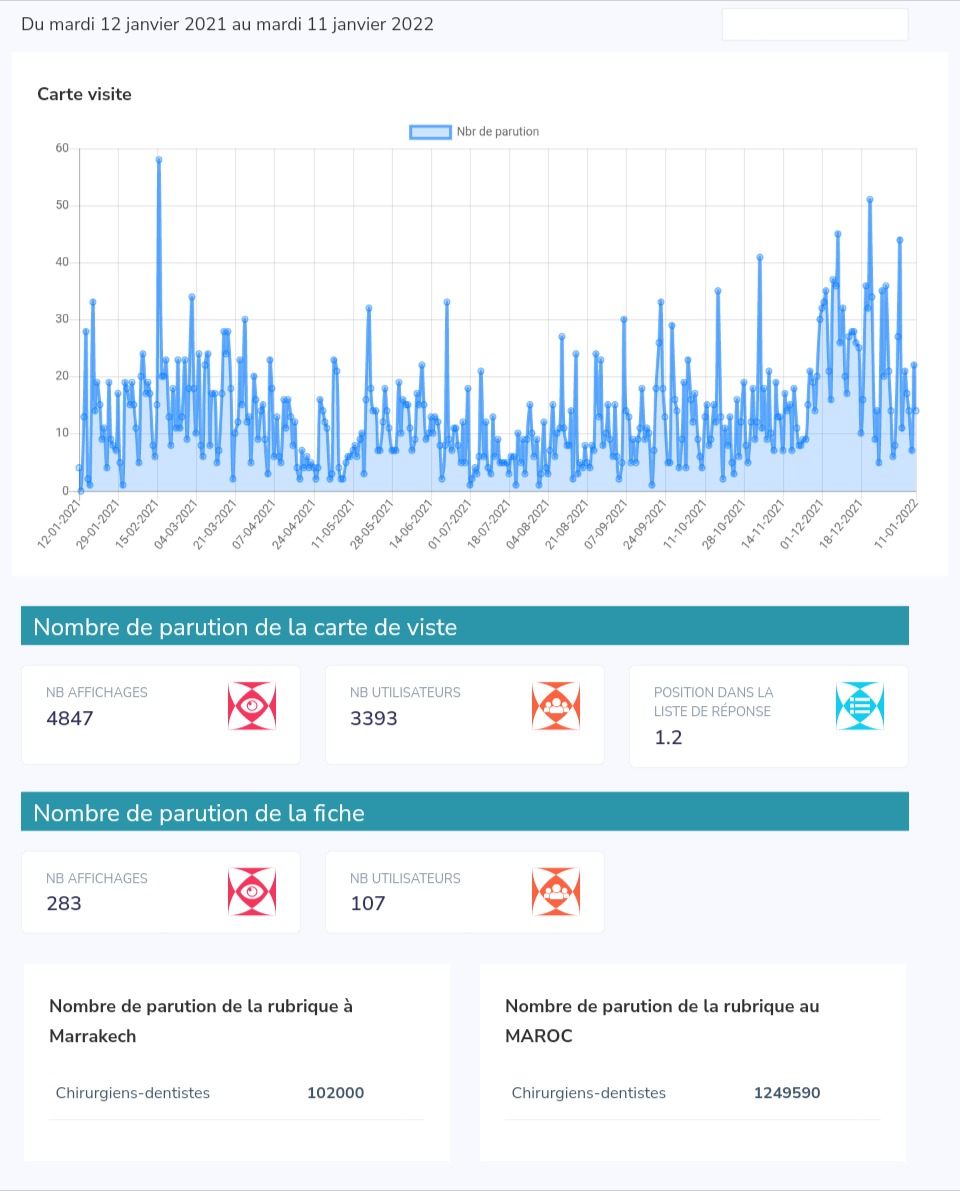 Du mardi 12 janvier 2021 au mardi 11 janvier 2022
Carte visite
Nbr de parution
60
50
40
30
20
10
0
12-01-2021
29-01-2021
15-02-2021
04-03-2021
21-03-2021
07-04-2021
24-04-2021
11-05-2021
28-05-2021
14-06-2021
01-07-2021
18-07-2021
04-08-2021
21-08-2021
07-09-2021
24-09-2021
11-10-2021
28-10-2021
14-11-2021
01-12-2021
18-12-2021
11-01-2022
Nombre de parution de la carte de viste
NB AFFICHAGES
4847
NB UTILISATEURS
3393
POSITION DANS LA
LISTE DE RÉPONSE
1.2
Nombre de parution de la fiche
NB AFFICHAGES
283
NB UTILISATEURS
107
Nombre de parution de la rubrique à
Marrakech
Chirurgiens-dentistes 102000
Nombre de parution de la rubrique au
MAROC
Chirurgiens-dentistes 1249590